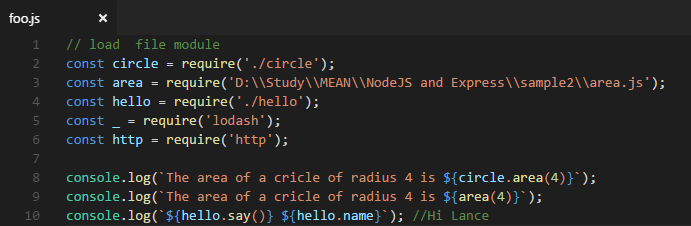 foo.js ×
1 // load  file module
2 const circle = require('./circle');
3 const area = require('D:\\Study\\MEAN\\NodeJS and Express\\sample2\\area.js');
4 const hello = require('./hello');
5 const _ = require('lodash');
6 const http = require('http');
7
8 console.log(`The area of a cricle of radius 4 is ${circle.area(4)}`);
9 console.log(`The area of a cricle of radius 4 is ${area(4)}`);
10 console.log(`${hello.say()} ${hello.name}`); //Hi Lance